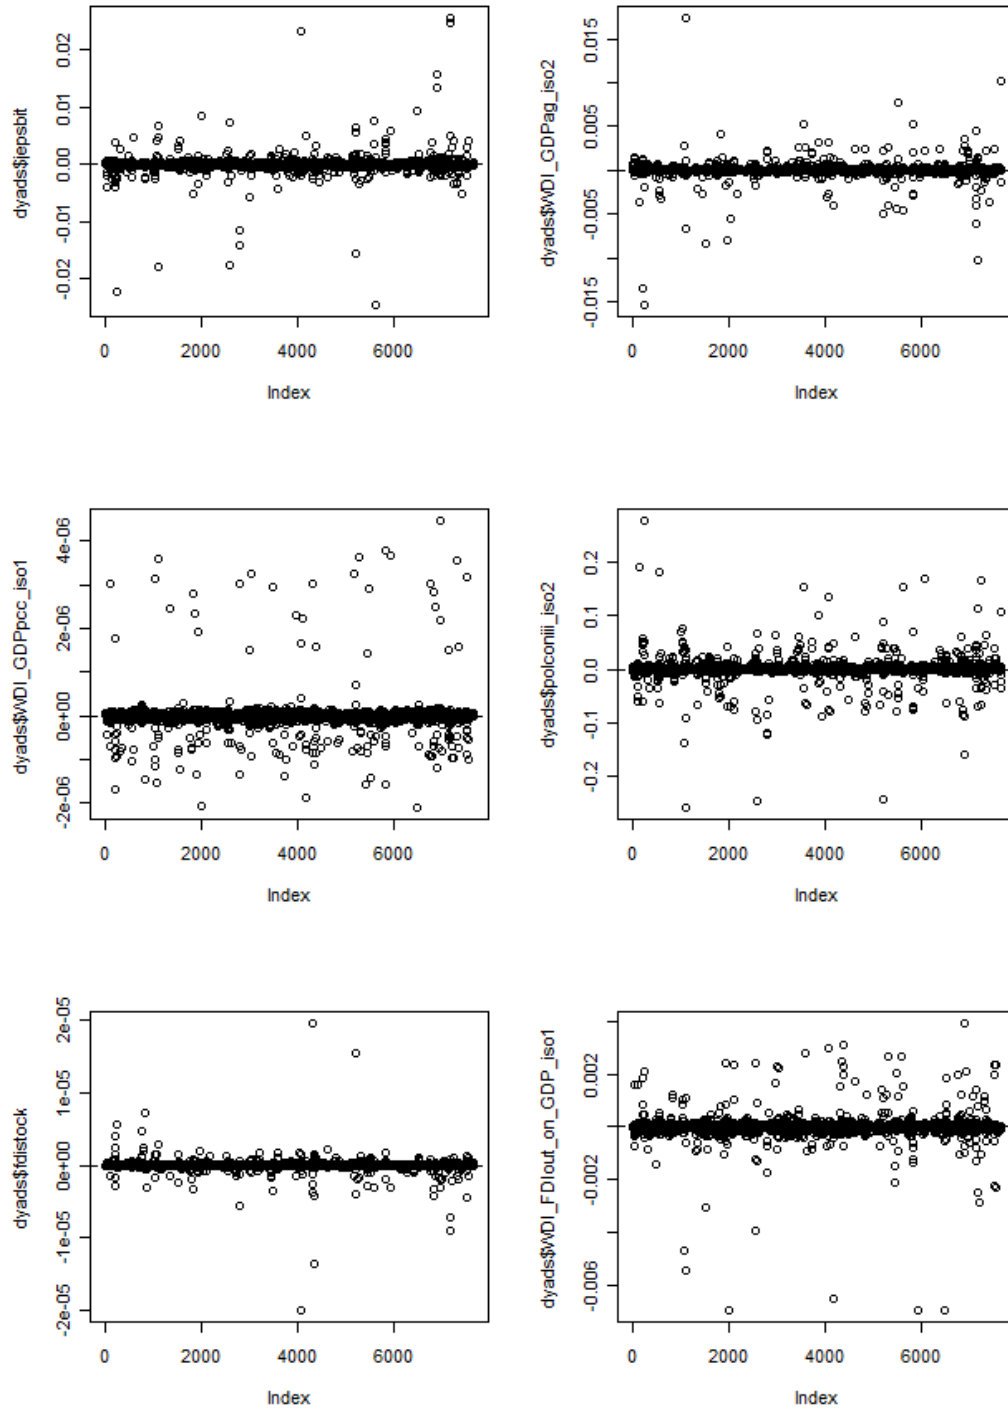 dyads$jepsbit
0.02
0.01
0.00
-0.01
-0.02
0 2000 4000 6000
Index
dyads$WDI_GDPag_iso2
0.015
0.005
-0.005
-0.015
0 2000 4000 6000
Index
dyads$WDI_GDPpcc_iso1
4e-06
2e-06
0e+00
-2e-06
0 2000 4000 6000
Index
dyads$polconiii_iso2
0.2
0.1
0.0
-0.1
-0.2
0 2000 4000 6000
Index
dyads$fdistock
2e-05
1e-05
0e+00
-1e-05
-2e-05
0 2000 4000 6000
Index
dyads$WDI_FDIout_on_GDP_iso1
0.002
-0.002
-0.006
0 2000 4000 6000
Index